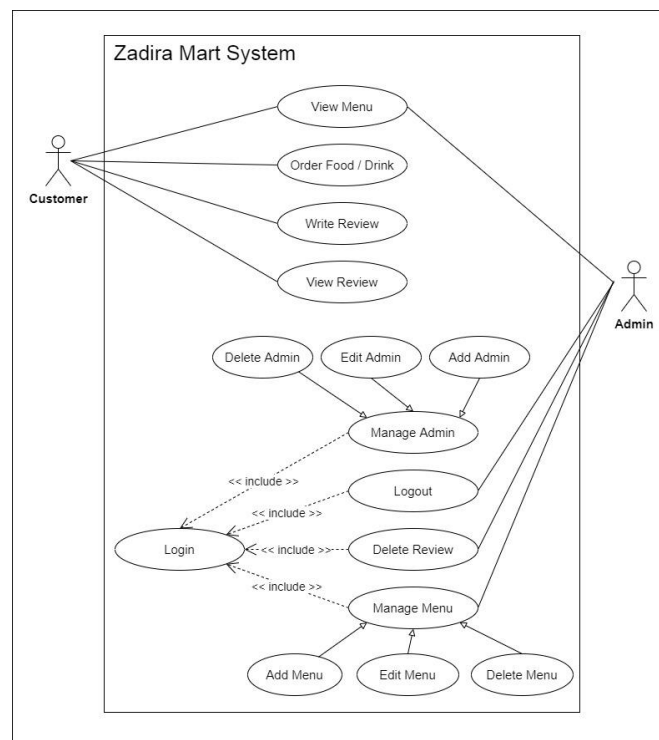 Zadira Mart System
View Menu
Order Food / Drink
Customer
Write Review
View Review
Admin
Delete Admin
Edit Admin
Add Admin
Manage Admin
<< include >>
Logout
<< include >>
Login
<< include >>
Delete Review
<< include >>
Manage Menu
Add Menu
Edit Menu
Delete Menu